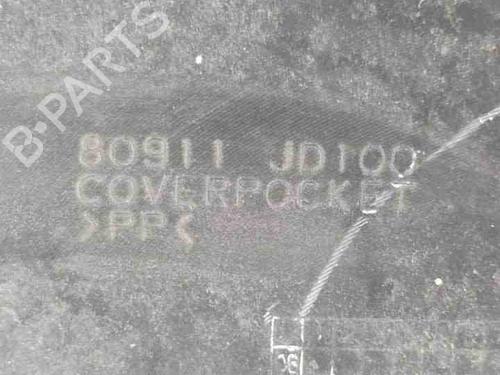 B-PARTS
80911 JD100
COVERPOCKET
>PP<